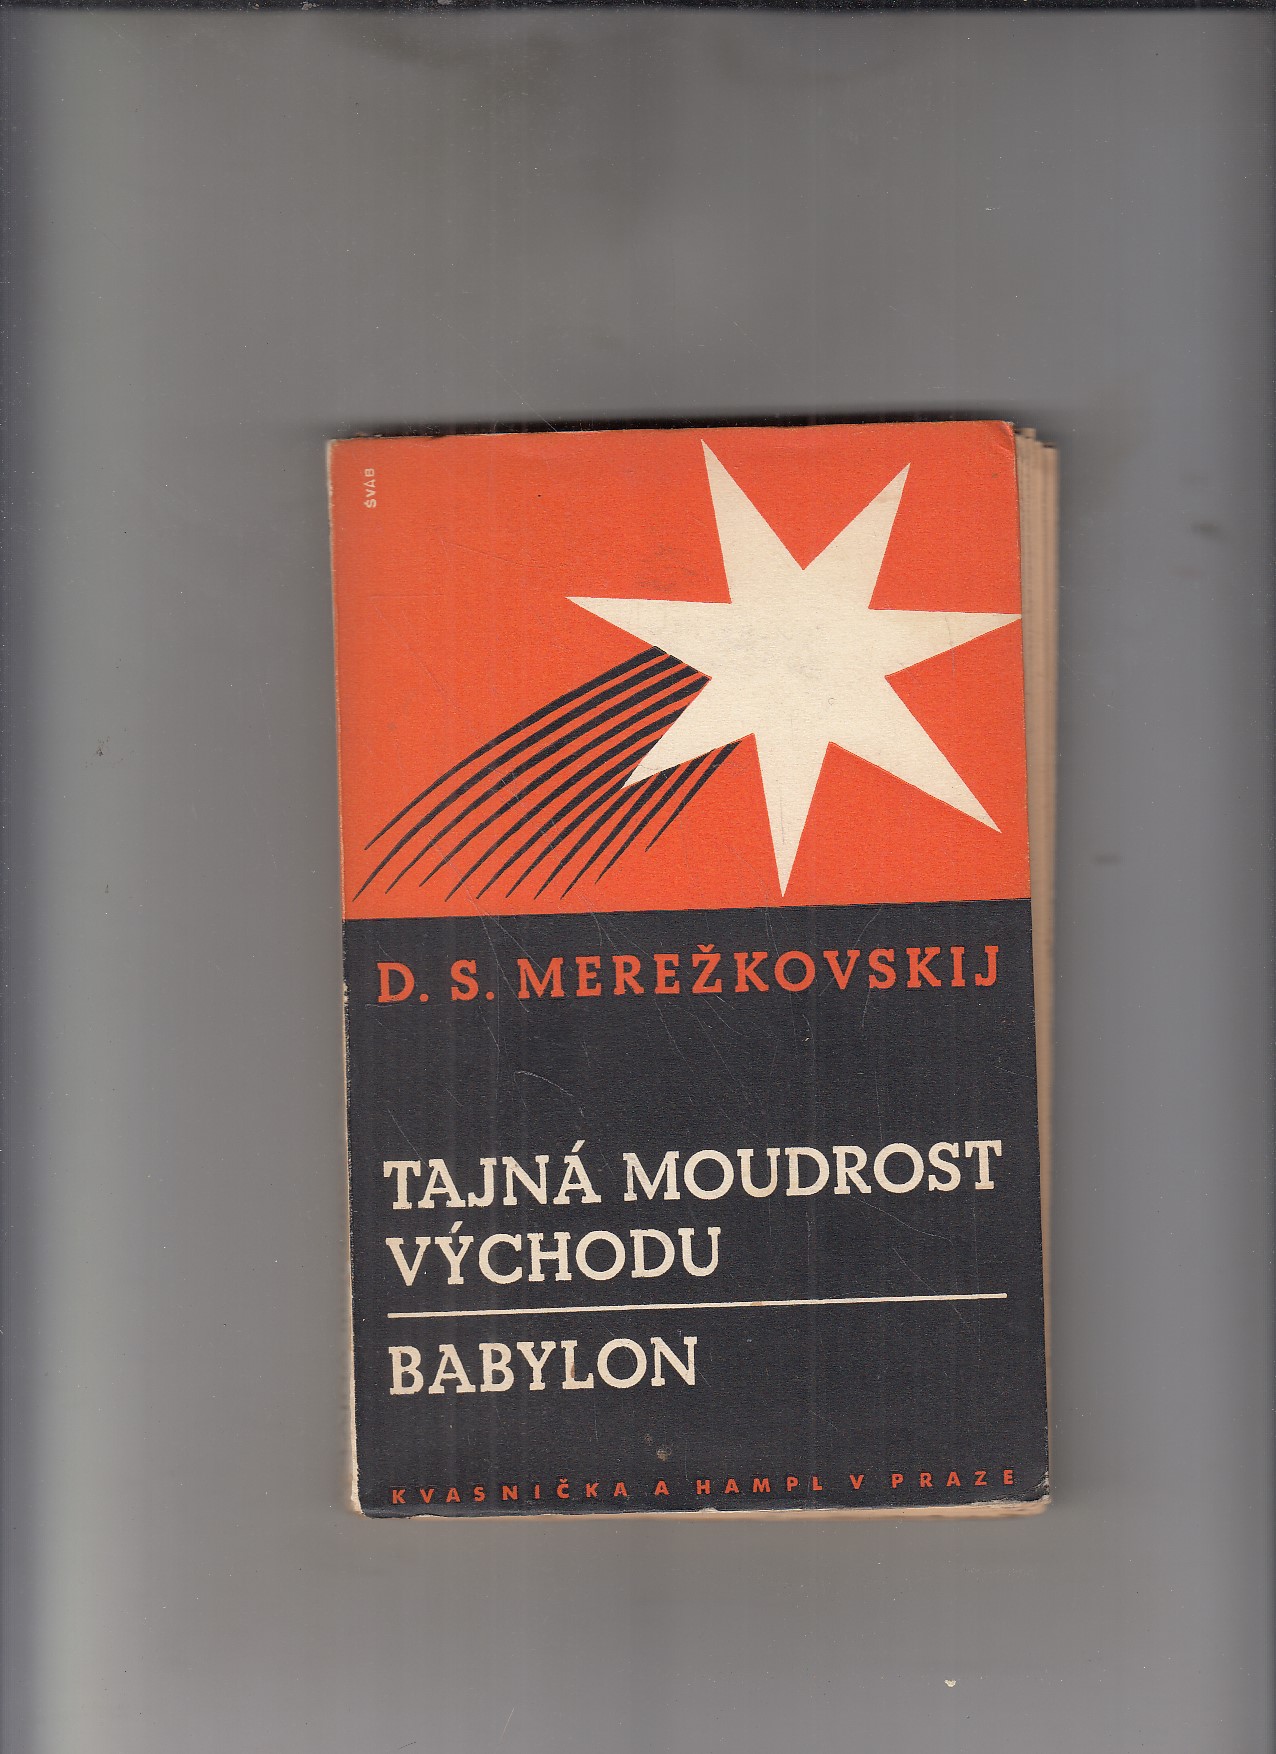 ŠVÁB
D. S. MEREŽKOVSKIJ
TAJNÁ MOUDROST
VÝCHODU
BABYLON
KVASNIČKA A HAMPL V PRAZE